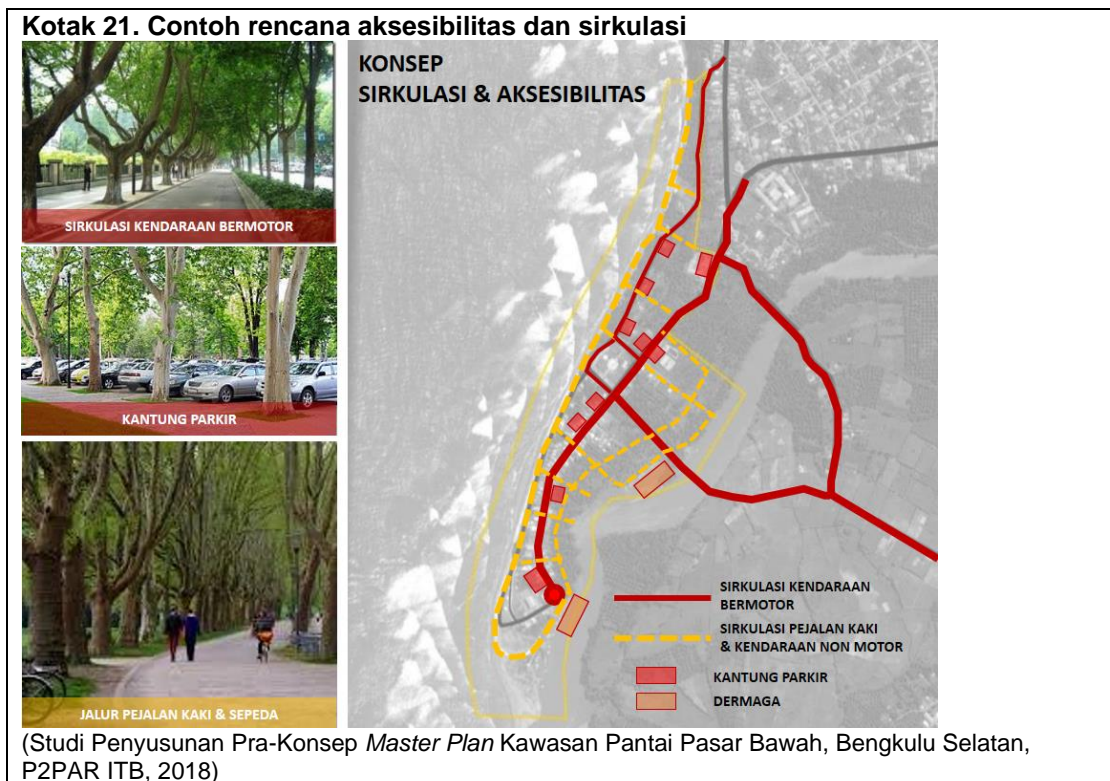 Kotak 21. Contoh rencana aksesibilitas dan sirkulasi
SIRKULASI KENDARAAN BERMOTOR
KANTUNG PARKIR
JALUR PEJALAN KAKI & SEPEDA
KONSEP
SIRKULASI & AKSESIBILITAS
SIRKULASI KENDARAAN
BERMOTOR
SIRKULASI PEJALAN KAKI
& KENDARAAN NON MOTOR
KANTUNG PARKIR
DERMAGA
(Studi Penyusunan Pra-Konsep Master Plan Kawasan Pantai Pasar Bawah, Bengkulu Selatan,
P2PAR ITB, 2018)